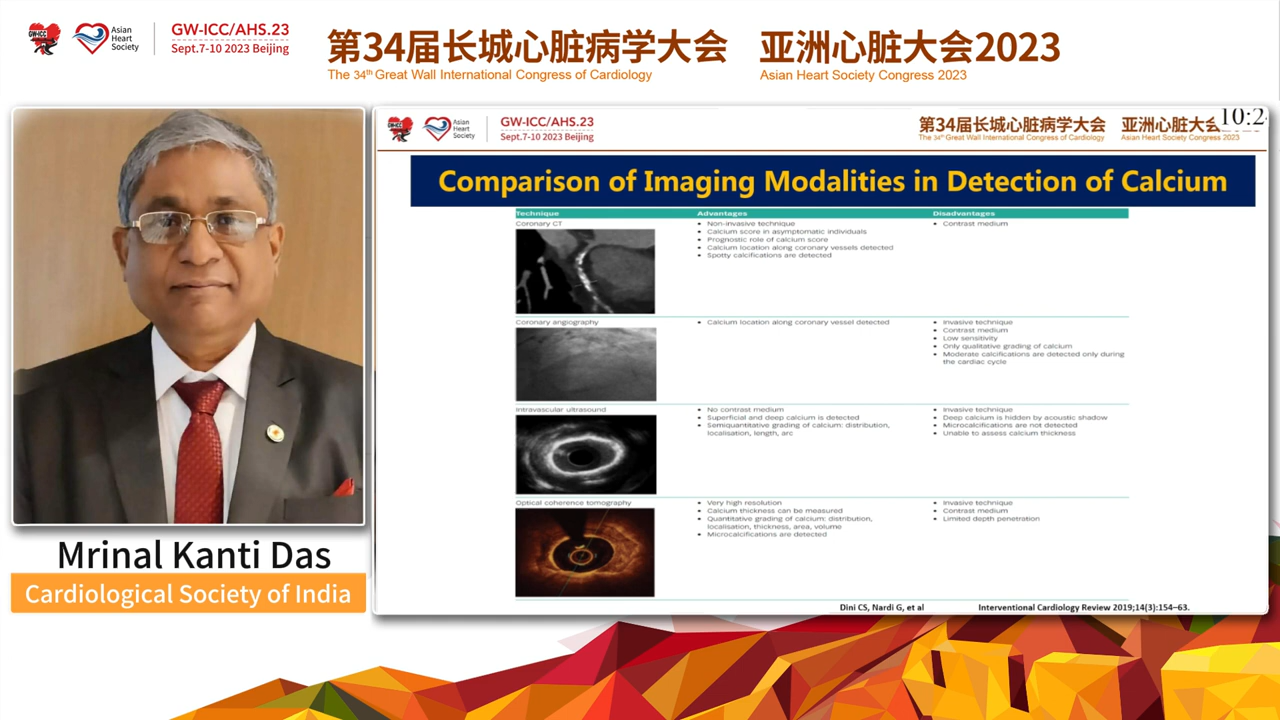 GW-ICC
Asian
Heart
Society
GW-ICC/AHS.23
Sept.7-10 2023 Beijing
第34届长城心脏病学大会 亚洲心脏大会2023
The 34th Great Wall International Congress of Cardiology Asian Heart Society Congress 2023
GW-ICC
Asian
Heart
Society
GW-ICC/AHS.23
Sept.7-10 2023 Beijing
第34届长城心脏病学大会 亚洲心脏大会
10:2
The 34th Great Wall International Congress of Cardiology Asian Heart Society Congress 2023
Comparison of Imaging Modalities in Detection of Calcium
Technique Advantages Disadvantages
Coronary CT
• Non-invasive technique
• Calcium score in asymptomatic individuals
• Prognostic role of calcium score
• Calcium location along coronary vessels detected
• Spotty calcifications are detected
• Contrast medium
Coronary angiography
• Calcium location along coronary vessel detected
• Invasive technique
• Contrast medium
• Low sensitivity
• Only qualitative grading of calcium
• Moderate calcifications are detected only during
the cardiac cycle
Intravascular ultrasound
• No contrast medium
• Superficial and deep calcium is detected
• Semiquantitative grading of calcium: distribution,
localisation, length, arc
• Invasive technique
• Deep calcium is hidden by acoustic shadow
• Microcalcifications are not detected
• Unable to assess calcium thickness
Optical coherence tomography
• Very high resolution
• Calcium thickness can be measured
• Quantitative grading of calcium: distribution,
localisation, thickness, area, volume
• Microcalcifications are detected
• Invasive technique
• Contrast medium
• Limited depth penetration
Dini CS, Nardi G, et al Interventional Cardiology Review 2019;14(3):154–63.
Mrinal Kanti Das
Cardiological Society of India